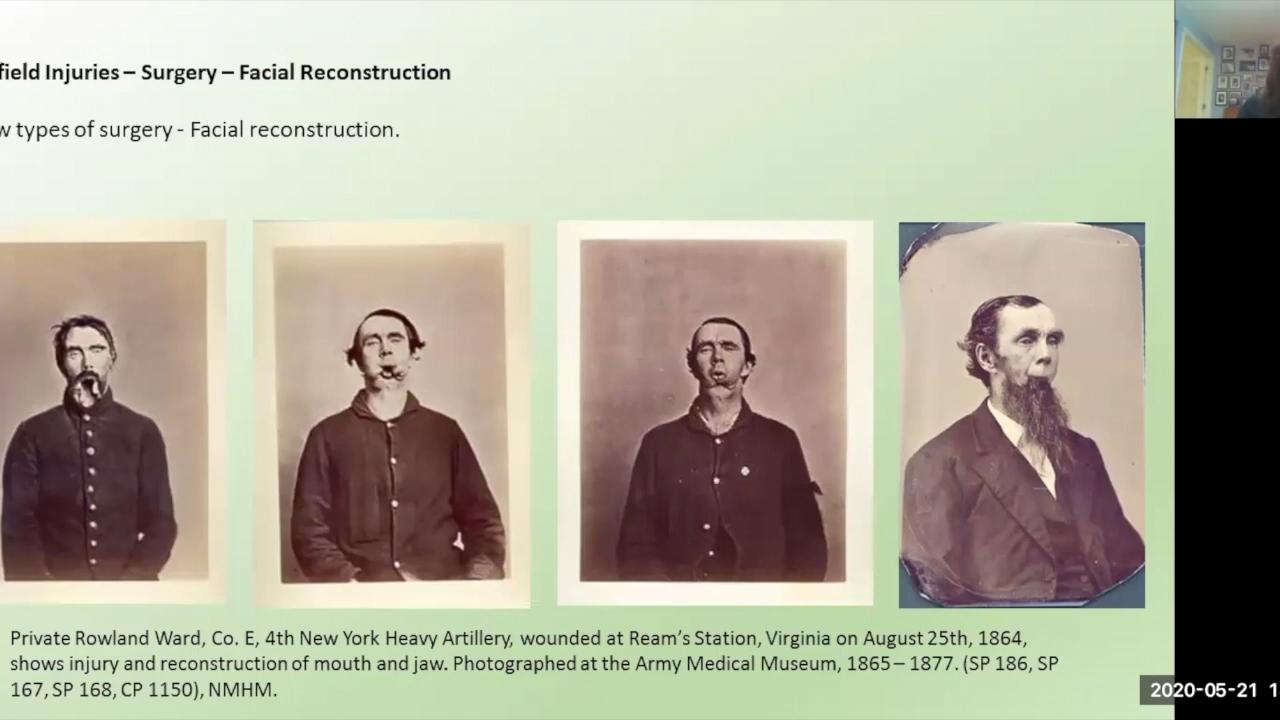 field Injuries – Surgery – Facial Reconstruction
w types of surgery - Facial reconstruction.
Private Rowland Ward, Co. E, 4th New York Heavy Artillery, wounded at Ream's Station, Virginia on August 25th, 1864,
shows injury and reconstruction of mouth and jaw. Photographed at the Army Medical Museum, 1865 – 1877. (SP 186, SP
167, SP 168, CP 1150), NMHM.
2020-05-21 1